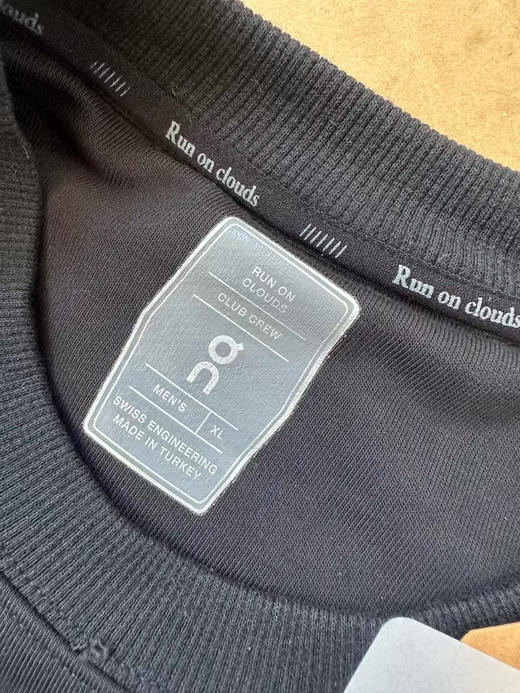 clouds
Run on clouds
Run on clouds
RUN ON
CLOUDS
CLUB CREW
on
MEN'S XL
SWISS ENGINEERING
MADE IN TURKEY